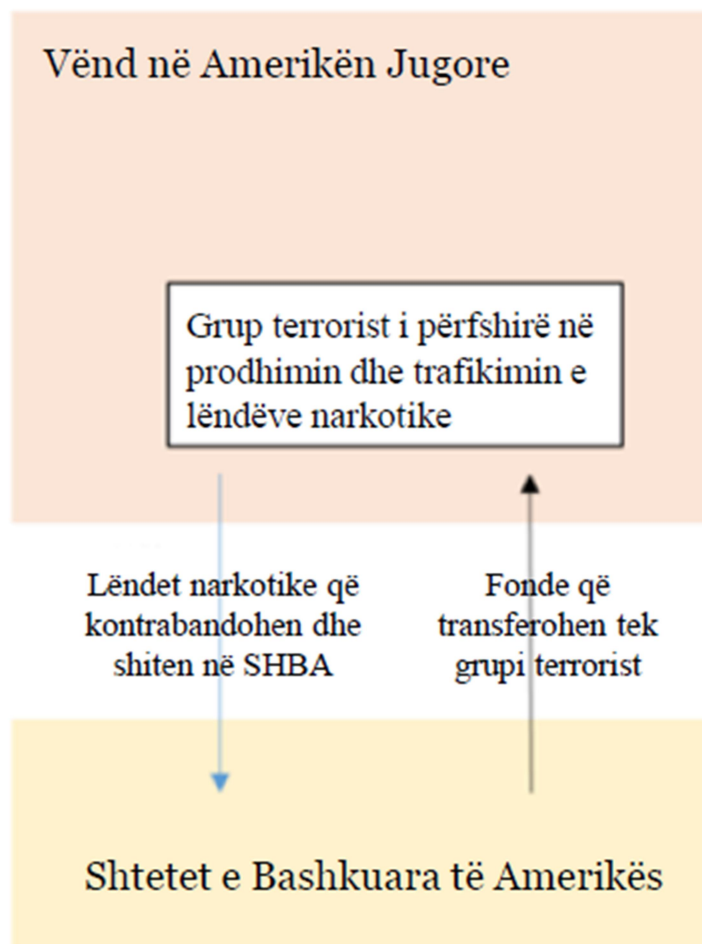 Vënd në Amerikën Jugore
Grup terrorist i përfshirë në
prodhimin dhe trafikimin e
lëndëve narkotike
Lëndet narkotike që
kontrabandohen dhe
shiten në SHBA
Fonde që
transferohen tek
grupi terrorist
Shtetet e Bashkuara të Amerikës